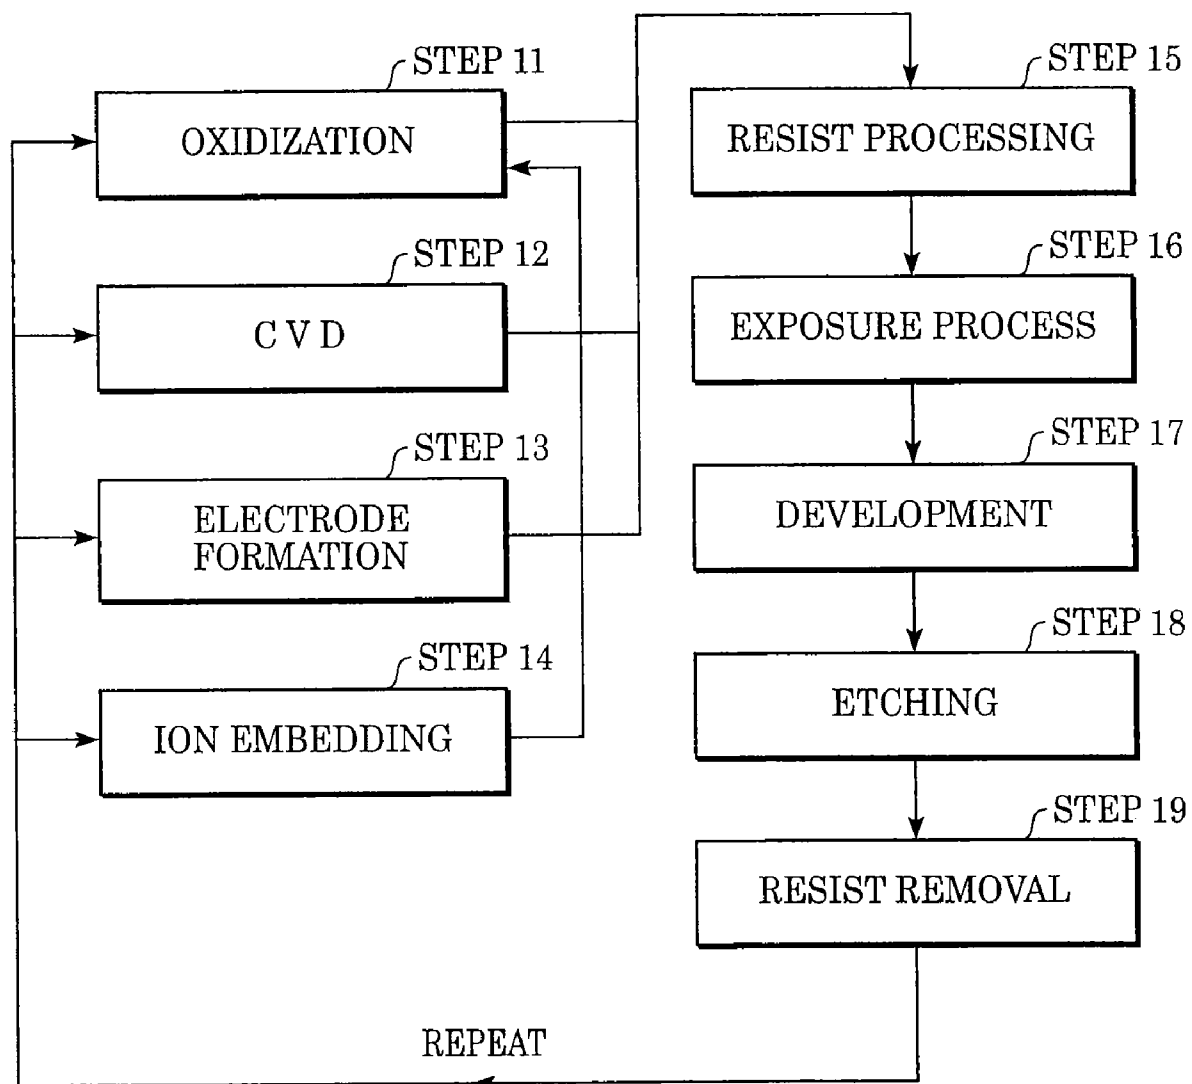 STEP 11
OXIDIZATION
STEP 12
C V D
STEP 13
ELECTRODE
FORMATION
STEP 14
ION EMBEDDING
STEP 15
RESIST PROCESSING
STEP 16
EXPOSURE PROCESS
STEP 17
DEVELOPMENT
STEP 18
ETCHING
STEP 19
RESIST REMOVAL
REPEAT